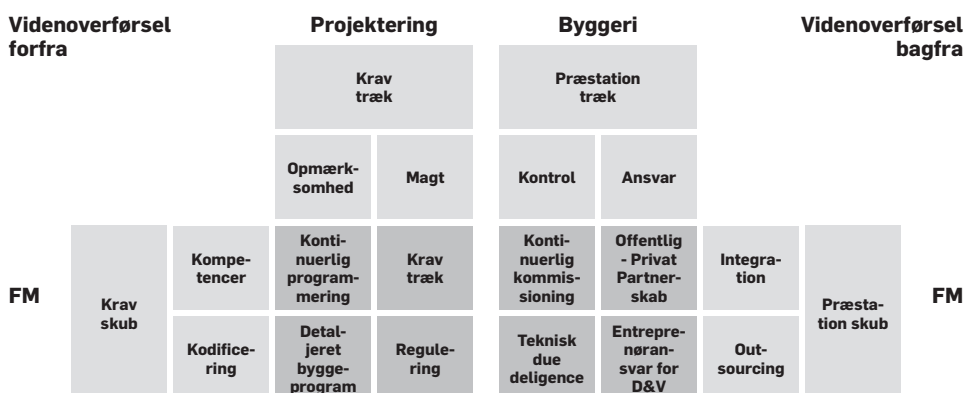 Videnoverførsel
forfra
Projektering
Byggeri
Videnoverførsel
bagfra
Krav
træk
Præstation
træk
Opmærk-
somhed
Magt
Kontrol
Ansvar
FM
Krav
skub
Kompe-
tencer
Konti-
nuerlig
program-
mering
Krav
træk
Konti-
nuerlig
kommis-
sioning
Offentlig
- Privat
Partner-
skab
Integra-
tion
Præsta-
tion skub
FM
Kodifice-
ring
Detal-
jeret
bygge-
program
Regule-
ring
Teknisk
due
deligence
Entrepre-
nøran-
svar for
D&V
Out-
sourcing